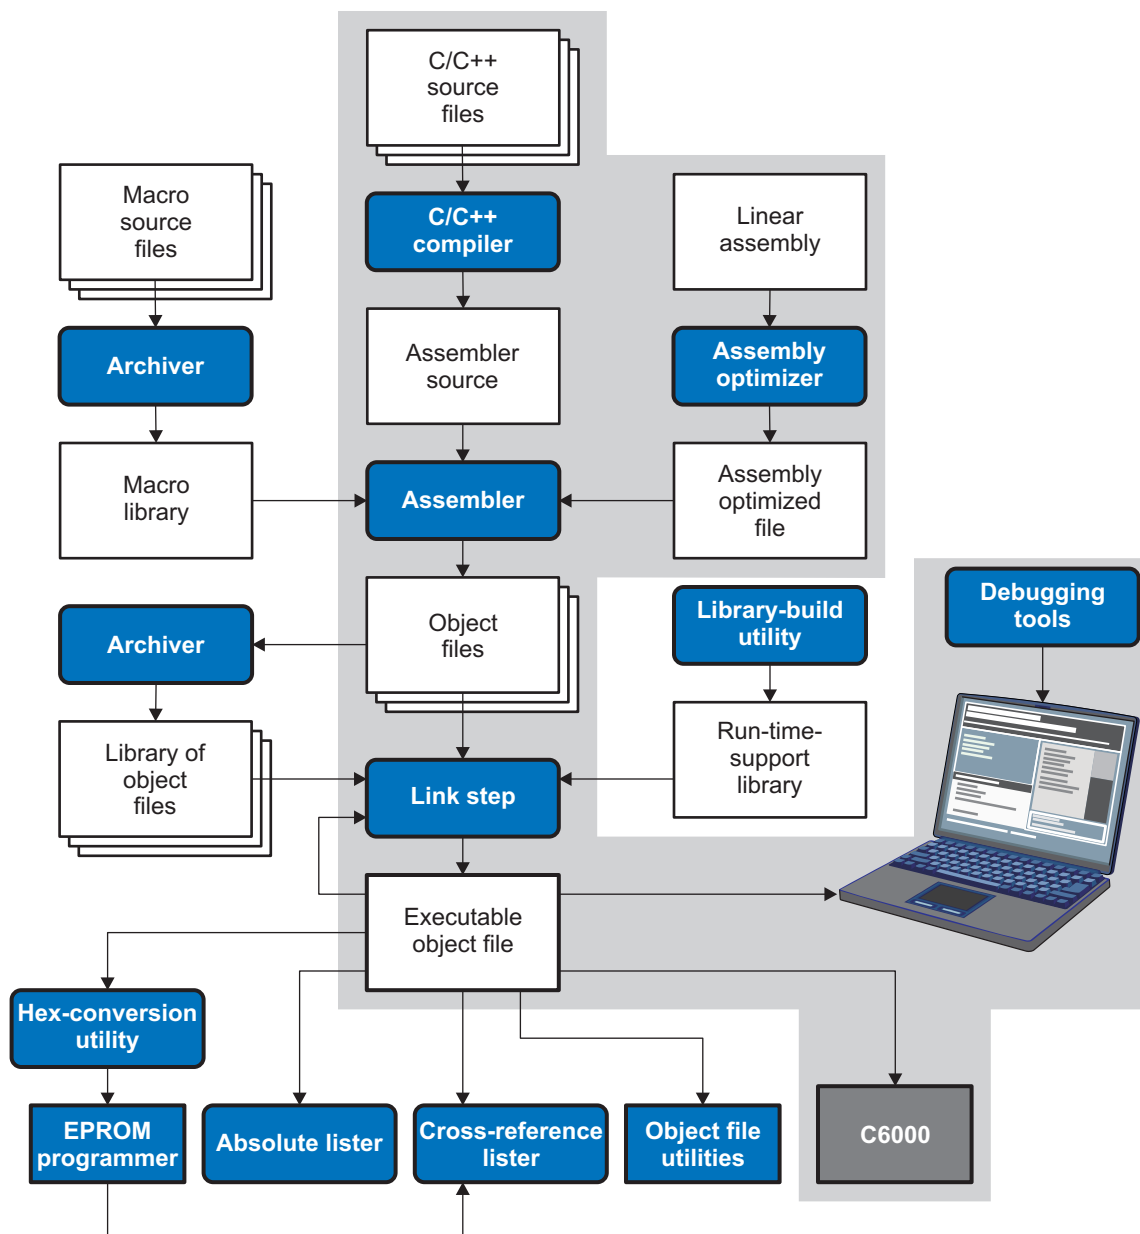 C/C++
source
files
Macro
source
files
C/C++
compiler
Linear
assembly
Archiver
Assembler
source
Assembly
optimizer
Macro
library
Assembler
Assembly
optimized
file
Archiver
Object
files
Library-build
utility
Debugging
tools
Library of
object
files
Link step
Run-time-
support
library
Executable
object file
Hex-conversion
utility
EPROM
programmer
Absolute lister
Cross-reference
lister
Object file
utilities
C6000